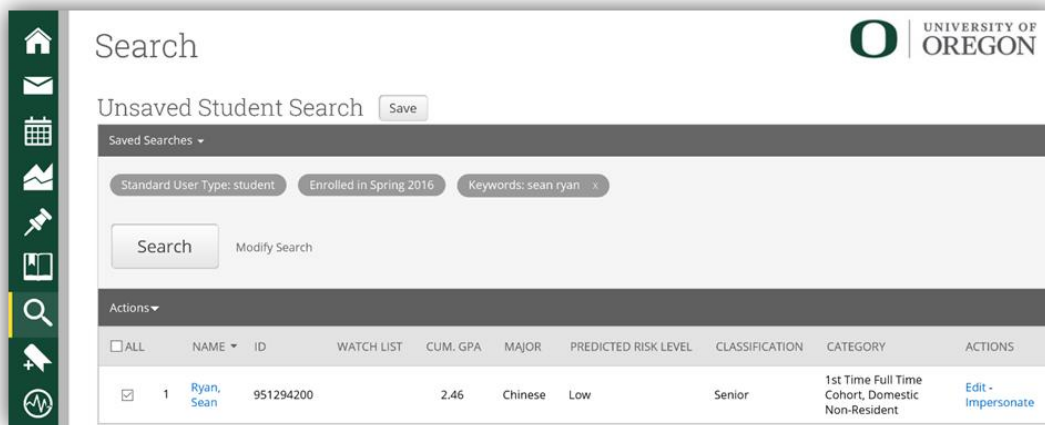 Search
UNIVERSITY OF
OREGON
Unsaved Student Search Save
Saved Searches
Standard User Type: student Enrolled in Spring 2016 Keywords: sean ryan x
Search Modify Search
Actions
ALL NAME ID WATCH LIST CUM. GPA MAJOR PREDICTED RISK LEVEL CLASSIFICATION CATEGORY ACTIONS
1 Ryan, Sean 951294200 2.46 Chinese Low Senior 1st Time Full Time Cohort, Domestic Non-Resident Edit - Impersonate